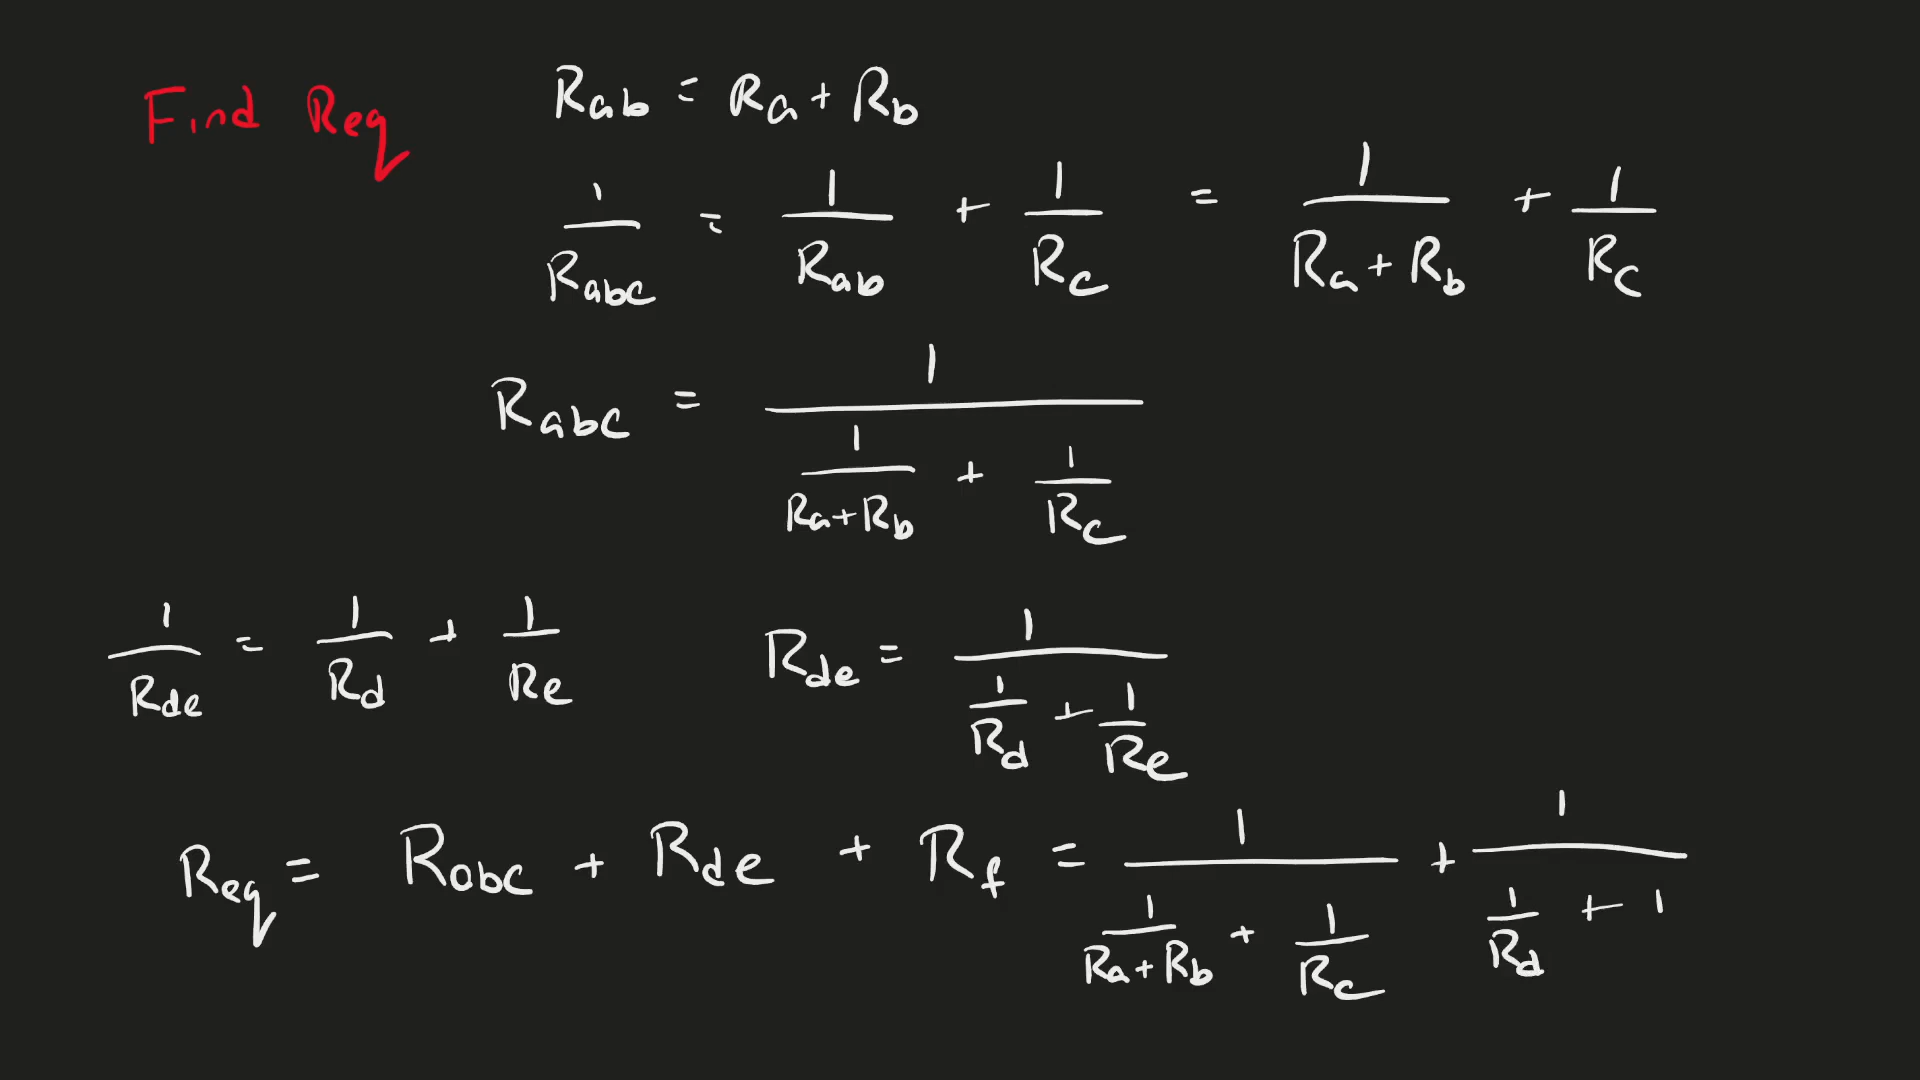 Find Req
Rab = Ra + Rb
1/Rabc = 1/Rab + 1/Rc = 1/(Ra + Rb) + 1/Rc
Rabc = 1/(1/(Ra+Rb) + 1/Rc)
1/Rde = 1/Rd + 1/Re
Rde = 1/(1/Rd + 1/Re)
Req = Rabc + Rde + Rf = 1/(1/(Ra+Rb) + 1/Rc) + 1/(1/Rd + 1